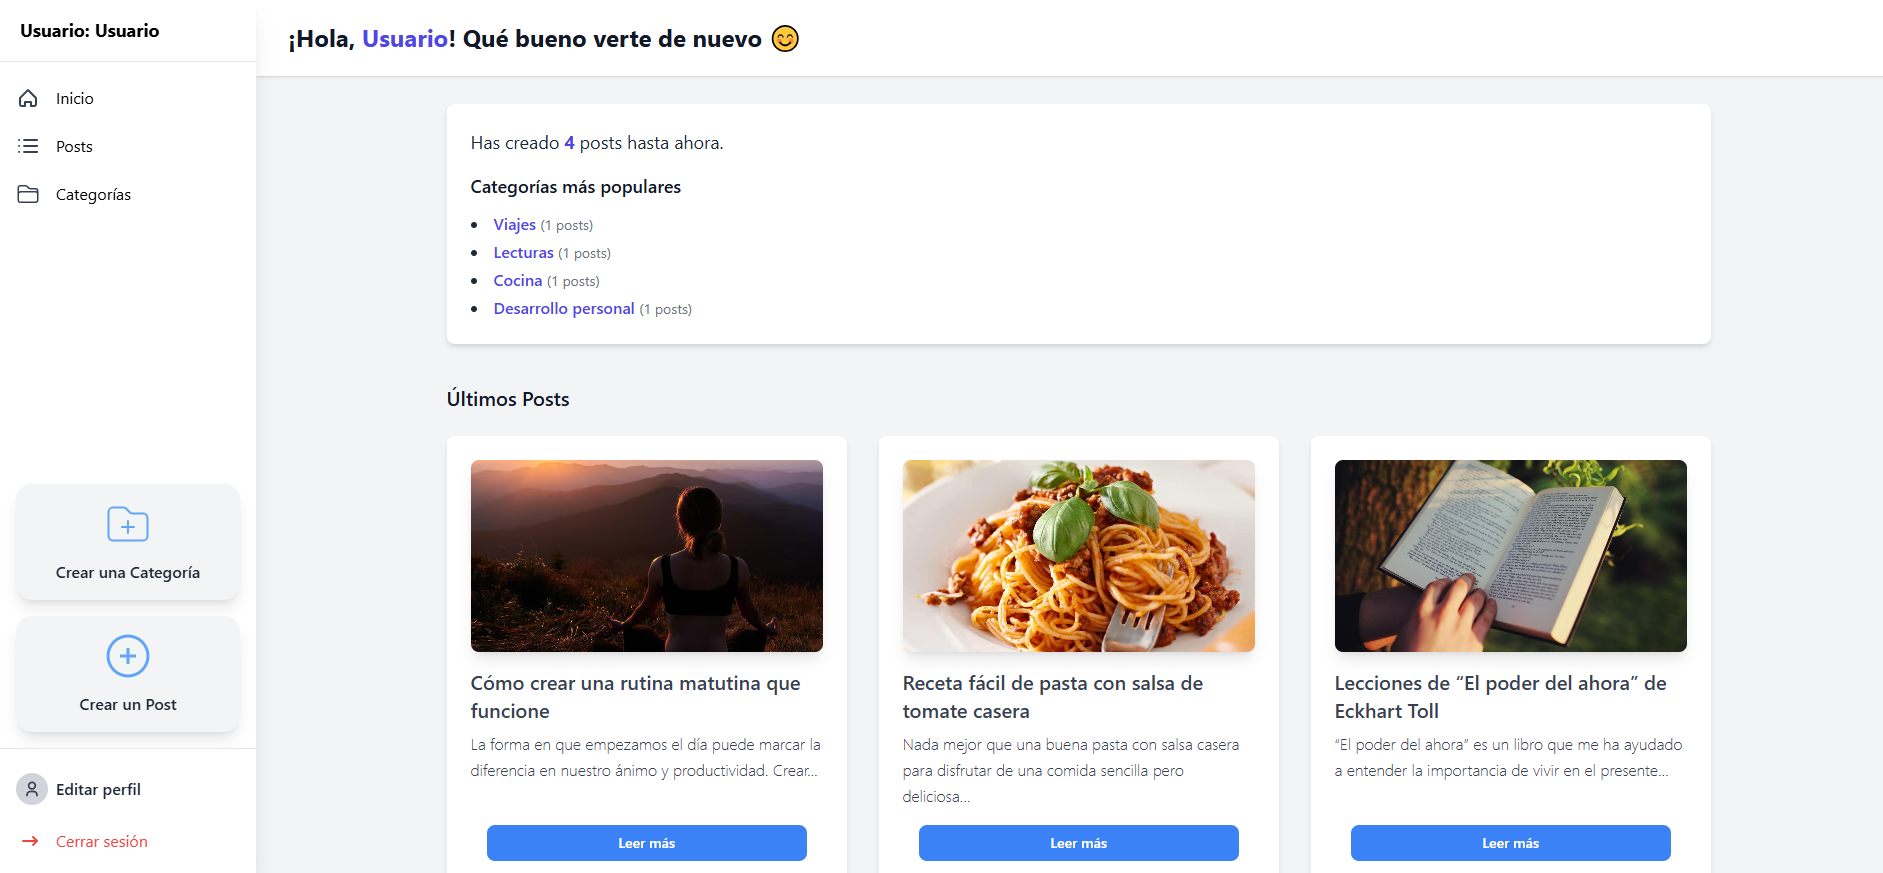 Usuario: Usuario
Inicio
Posts
Categorías
Crear una Categoría
Crear un Post
Editar perfil
Cerrar sesión
¡Hola, Usuario! Qué bueno verte de nuevo 😊
Has creado 4 posts hasta ahora.
Categorías más populares
• Viajes (1 posts)
• Lecturas (1 posts)
• Cocina (1 posts)
• Desarrollo personal (1 posts)
Últimos Posts
Cómo crear una rutina matutina que
funcione
La forma en que empezamos el día puede marcar la
diferencia en nuestro ánimo y productividad. Crear...
Leer más
Receta fácil de pasta con salsa de
tomate casera
Nada mejor que una buena pasta con salsa casera
para disfrutar de una comida sencilla pero
deliciosa...
Leer más
Lecciones de “El poder del ahora” de
Eckhart Toll
“El poder del ahora” es un libro que me ha ayudado
a entender la importancia de vivir en el presente...
Leer más